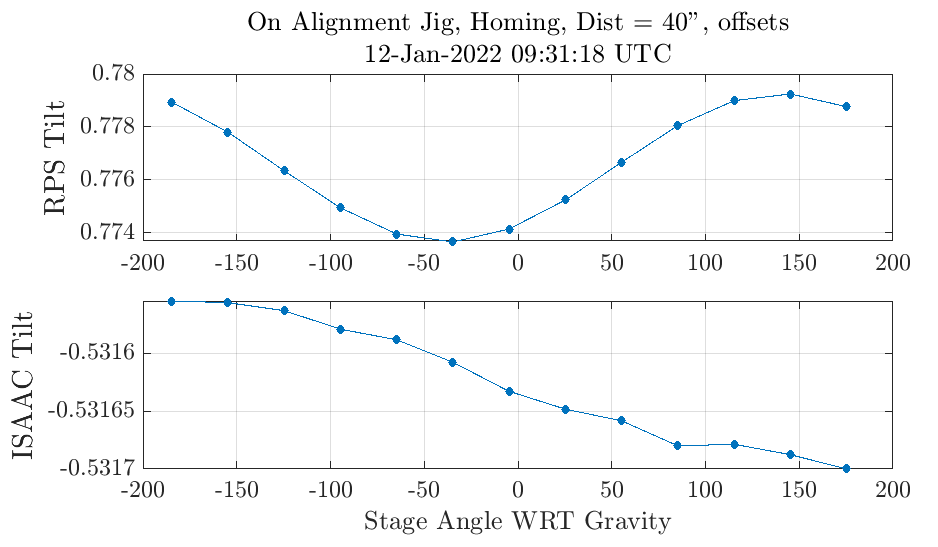 On Alignment Jig, Homing, Dist = 40", offsets
12-Jan-2022 09:31:18 UTC
RPS Tilt
0.78
0.778
0.776
0.774
-200 -150 -100 -50 0 50 100 150 200
ISAAC Tilt
-0.5316
-0.53165
-0.5317
-200 -150 -100 -50 0 50 100 150 200
Stage Angle WRT Gravity